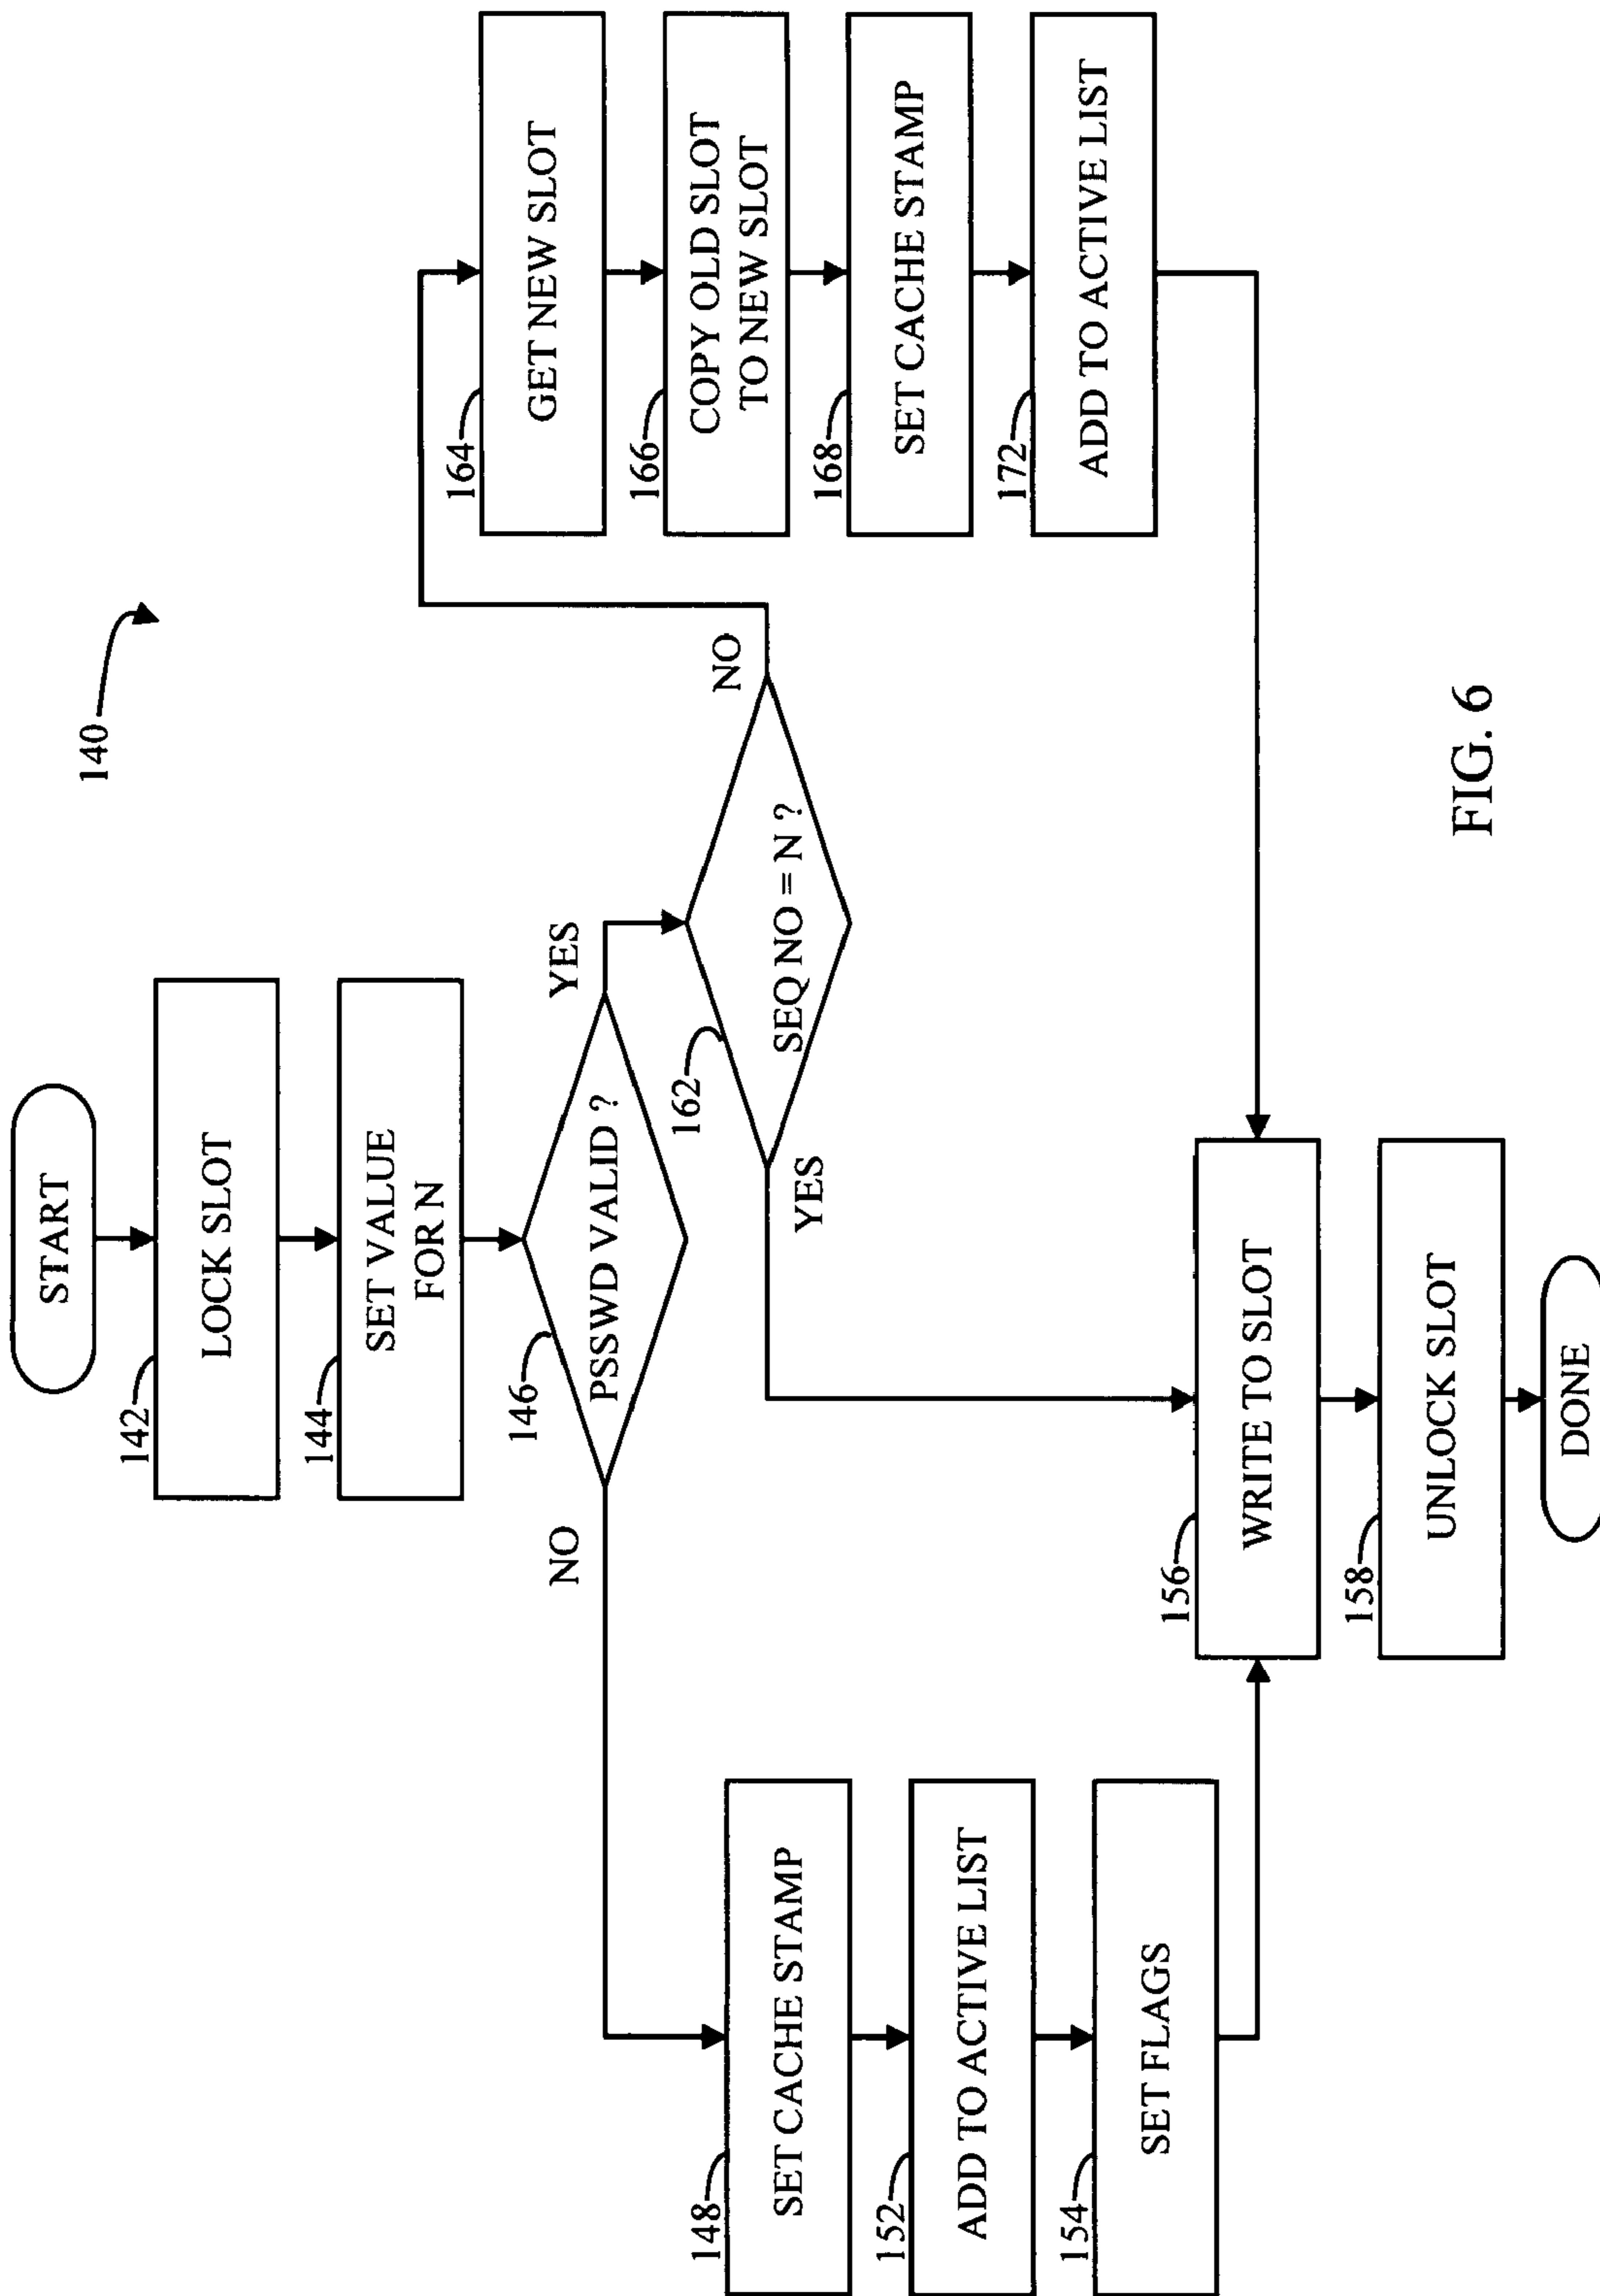 140
START
142
LOCK SLOT
144
SET VALUE
FOR N
146
PSSWD VALID ?
NO
YES
162
SEQ NO = N ?
YES
NO
164
GET NEW SLOT
166
COPY OLD SLOT
TO NEW SLOT
168
SET CACHE STAMP
172
ADD TO ACTIVE LIST
148
SET CACHE STAMP
152
ADD TO ACTIVE LIST
154
SET FLAGS
156
WRITE TO SLOT
158
UNLOCK SLOT
DONE
FIG. 6